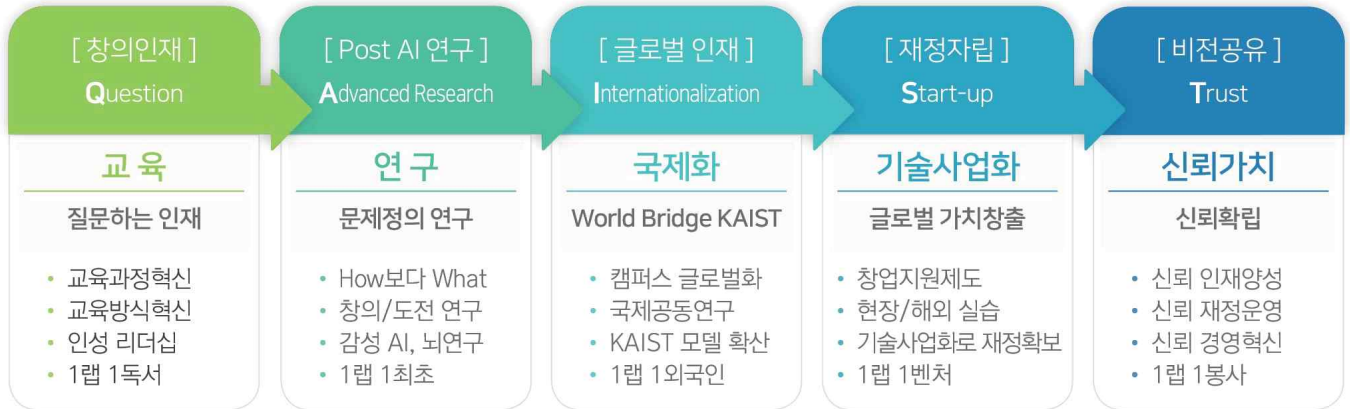 [ 창의인재 ]
Question
교육
질문하는 인재
• 교육과정혁신
• 교육방식혁신
• 인성 리더십
• 1랩 1독서
[ Post AI 연구 ]
Advanced Research
연구
문제정의 연구
• How보다 What
• 창의/도전 연구
• 감성 AI, 뇌연구
• 1랩 1최초
[ 글로벌 인재 ]
Internationalization
국제화
World Bridge KAIST
• 캠퍼스 글로벌화
• 국제공동연구
• KAIST 모델 확산
• 1랩 1외국인
[ 재정자립 ]
Start-up
기술사업화
글로벌 가치창출
• 창업지원제도
• 현장/해외 실습
• 기술사업화로 재정확보
• 1랩 1벤처
[ 비전공유 ]
Trust
신뢰가치
신뢰확립
• 신뢰 인재양성
• 신뢰 재정운영
• 신뢰 경영혁신
• 1랩 1봉사